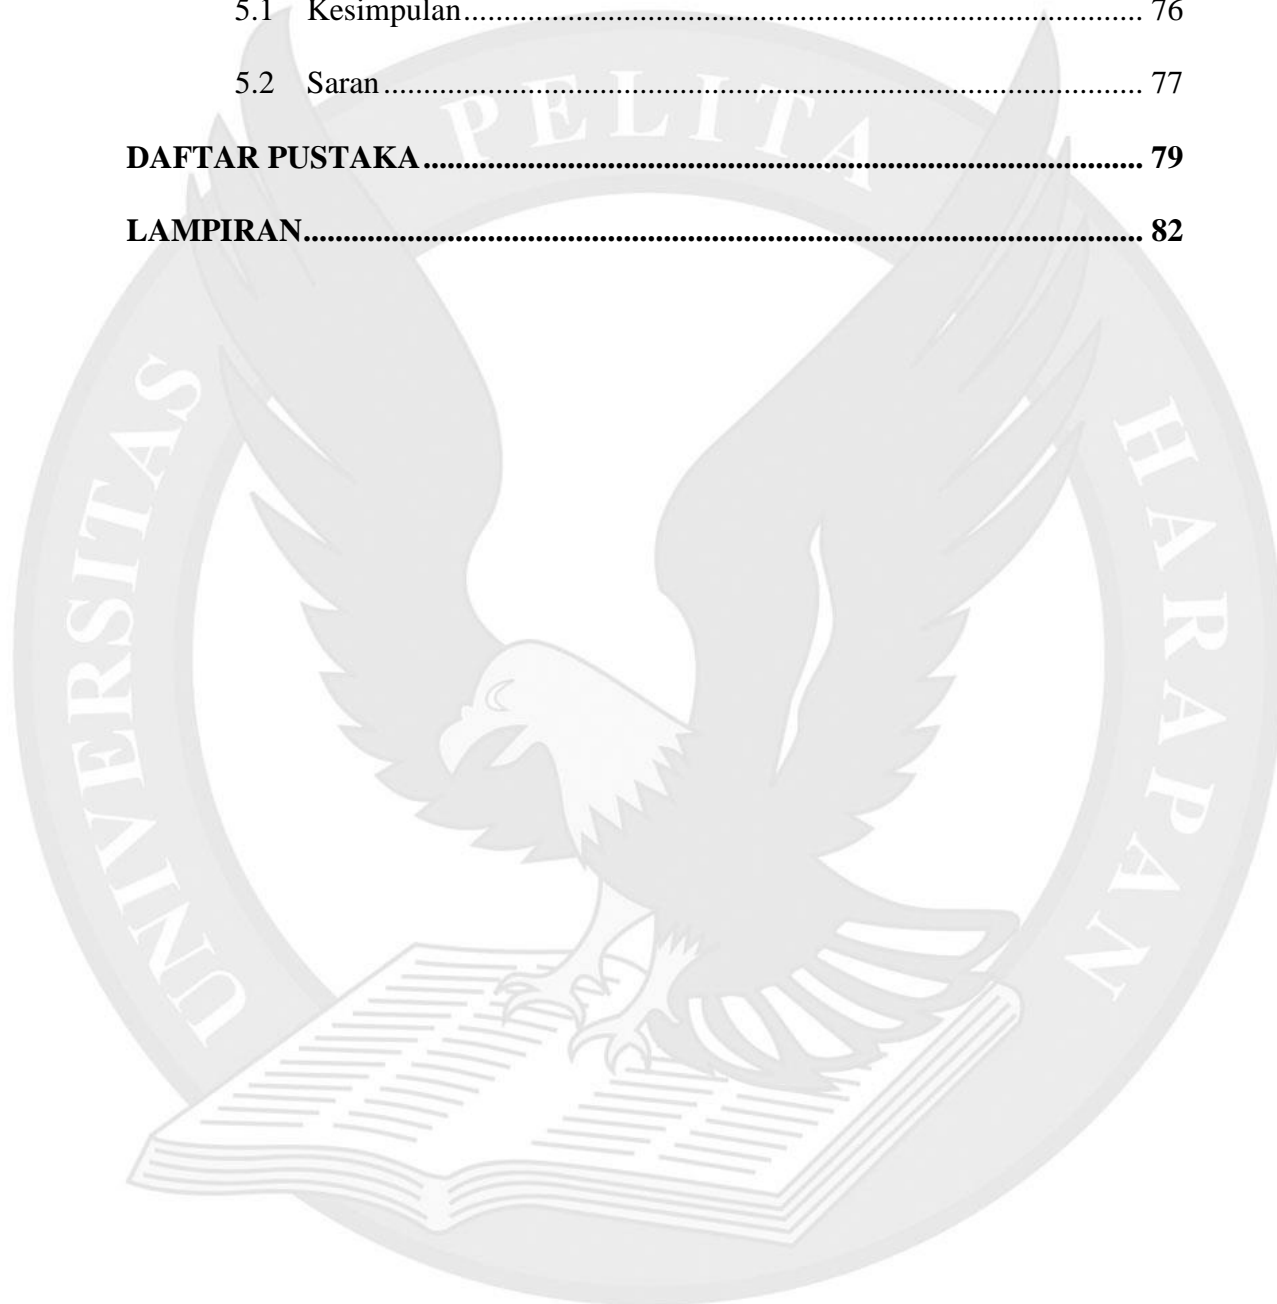 5.1 Kesimpulan........................................................................................ 76
5.2 Saran.................................................................................................. 77
DAFTAR PUSTAKA........................................................................................... 79
LAMPIRAN.......................................................................................................... 82
UNIVERSITAS PELITA HARAPAN